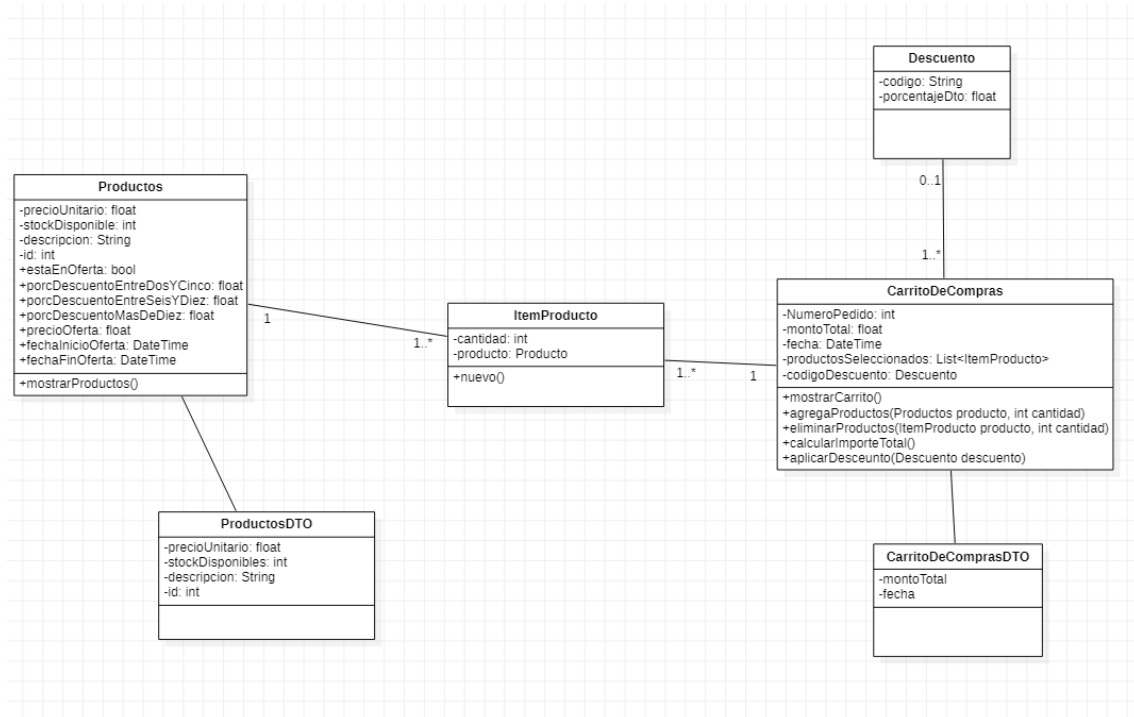 Descuento
-codigo: String
-porcentajeDto: float
0..1
1..*
Productos
-precioUnitario: float
-stockDisponible: int
-descripcion: String
-id: int
+estaEnOferta: bool
+porcDescuentoEntreDosYCinco: float
+porcDescuentoEntreSeisYDiez: float
+porcDescuentoMasDeDiez: float
+precioOferta: float
+fechaInicioOferta: DateTime
+fechaFinOferta: DateTime
+mostrarProductos()
1
1..*
ItemProducto
-cantidad: int
-producto: Producto
+nuevo()
1..*
1
CarritoDeCompras
-NumeroPedido: int
-montoTotal: float
-fecha: DateTime
-productosSeleccionados: List<ItemProducto>
-codigoDescuento: Descuento
+mostrarCarrito()
+agregaProductos(Productos producto, int cantidad)
+eliminarProductos(ItemProducto producto, int cantidad)
+calcularImporteTotal()
+aplicarDesceunto(Descuento descuento)
ProductosDTO
-precioUnitario: float
-stockDisponibles: int
-descripcion: String
-id: int
CarritoDeComprasDTO
-montoTotal
-fecha